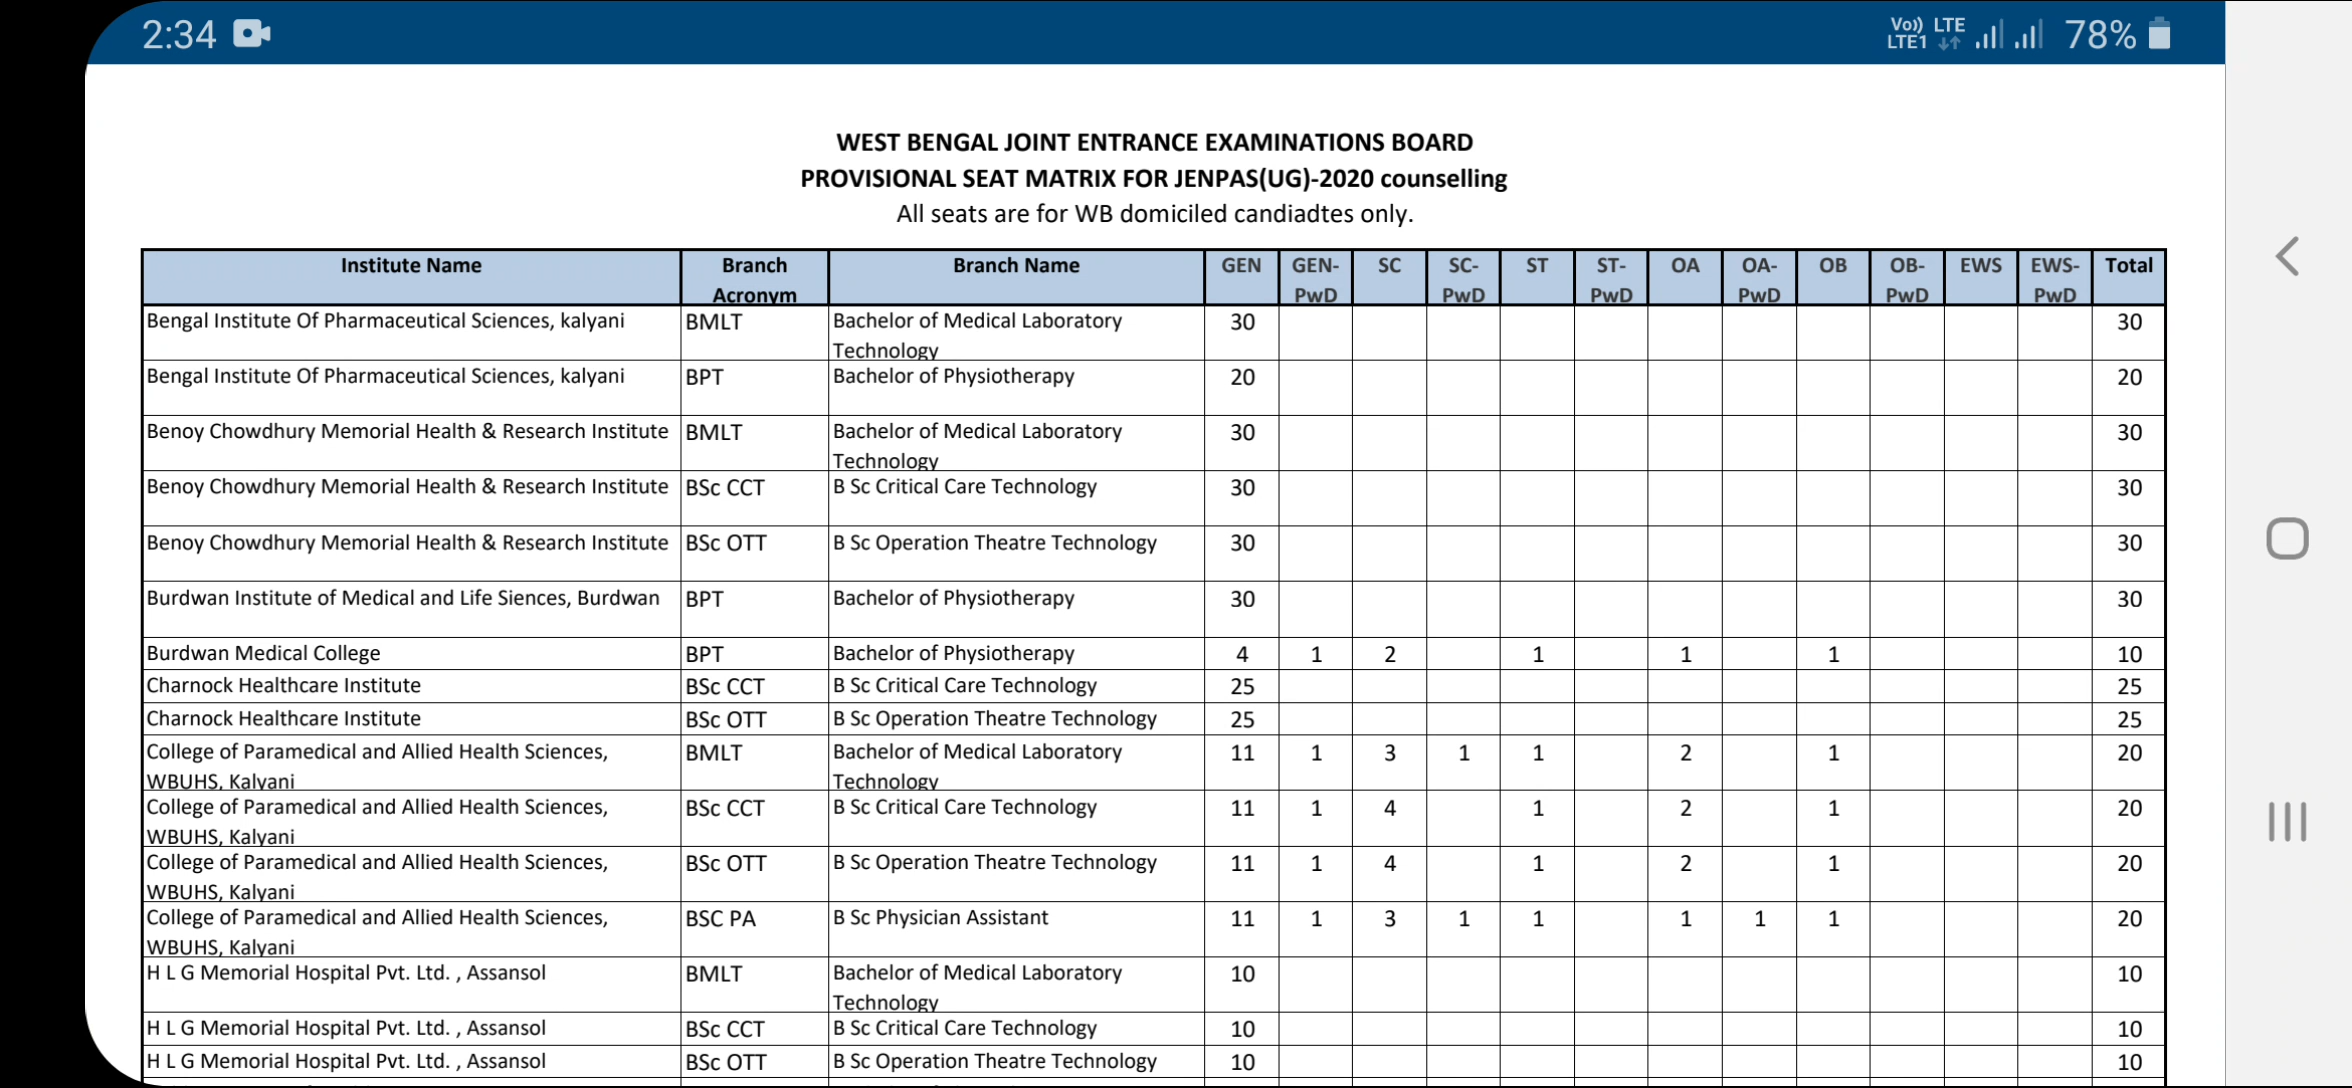 2:34 Vo)) LTE LTE1 78%
WEST BENGAL JOINT ENTRANCE EXAMINATIONS BOARD
PROVISIONAL SEAT MATRIX FOR JENPAS(UG)-2020 counselling
All seats are for WB domiciled candiadtes only.
Institute Name Branch Acronym Branch Name GEN GEN-PwD SC SC-PwD ST ST-PwD OA OA-PwD OB OB-PwD EWS EWS-PwD Total
Bengal Institute Of Pharmaceutical Sciences, kalyani BMLT Bachelor of Medical Laboratory Technology 30 30
Bengal Institute Of Pharmaceutical Sciences, kalyani BPT Bachelor of Physiotherapy 20 20
Benoy Chowdhury Memorial Health & Research Institute BMLT Bachelor of Medical Laboratory Technology 30 30
Benoy Chowdhury Memorial Health & Research Institute BSc CCT B Sc Critical Care Technology 30 30
Benoy Chowdhury Memorial Health & Research Institute BSc OTT B Sc Operation Theatre Technology 30 30
Burdwan Institute of Medical and Life Siences, Burdwan BPT Bachelor of Physiotherapy 30 30
Burdwan Medical College BPT Bachelor of Physiotherapy 4 1 2 1 1 1 10
Charnock Healthcare Institute BSc CCT B Sc Critical Care Technology 25 25
Charnock Healthcare Institute BSc OTT B Sc Operation Theatre Technology 25 25
College of Paramedical and Allied Health Sciences, WBUHS, Kalyani BMLT Bachelor of Medical Laboratory Technology 11 1 3 1 1 2 1 20
College of Paramedical and Allied Health Sciences, WBUHS, Kalyani BSc CCT B Sc Critical Care Technology 11 1 4 1 2 1 20
College of Paramedical and Allied Health Sciences, WBUHS, Kalyani BSc OTT B Sc Operation Theatre Technology 11 1 4 1 2 1 20
College of Paramedical and Allied Health Sciences, WBUHS, Kalyani BSC PA B Sc Physician Assistant 11 1 3 1 1 1 1 1 20
H L G Memorial Hospital Pvt. Ltd. , Assansol BMLT Bachelor of Medical Laboratory Technology 10 10
H L G Memorial Hospital Pvt. Ltd. , Assansol BSc CCT B Sc Critical Care Technology 10 10
H L G Memorial Hospital Pvt. Ltd. , Assansol BSc OTT B Sc Operation Theatre Technology 10 10